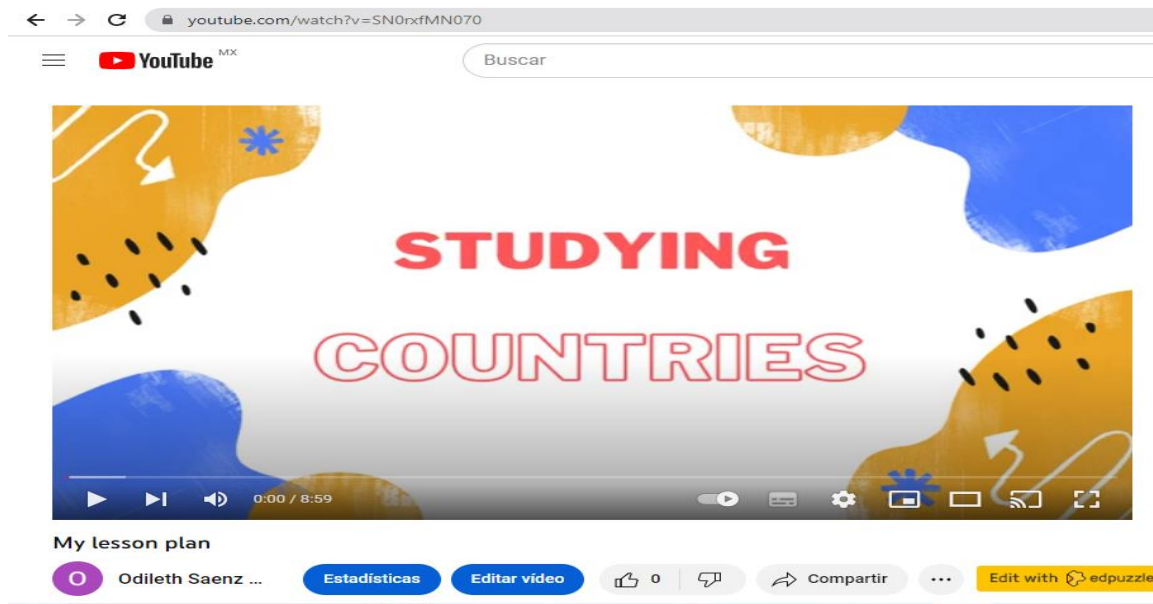 youtube.com/watch?v=SN0rxfMN070
YouTube MX
Buscar
STUDYING
COUNTRIES
0:00 / 8:59
My lesson plan
O Odileth Saenz ... Estadísticas Editar vídeo 0 Compartir ... Edit with edpuzzle